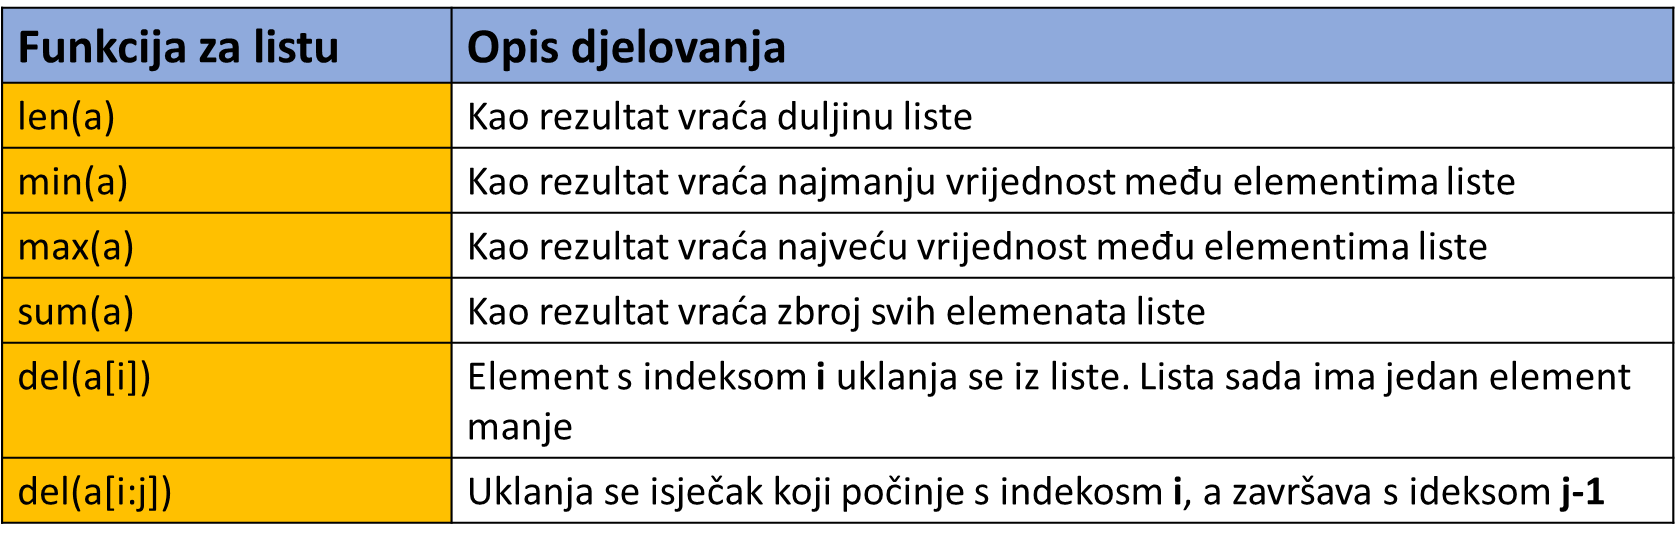 Funkcija za listu
Opis djelovanja
len(a)
Kao rezultat vraća duljinu liste
min(a)
Kao rezultat vraća najmanju vrijednost među elementima liste
max(a)
Kao rezultat vraća najveću vrijednost među elementima liste
sum(a)
Kao rezultat vraća zbroj svih elemenata liste
del(a[i])
Element s indeksom i uklanja se iz liste. Lista sada ima jedan element
manje
del(a[i:j])
Uklanja se isječak koji počinje s indekosm i, a završava s ideksom j-1